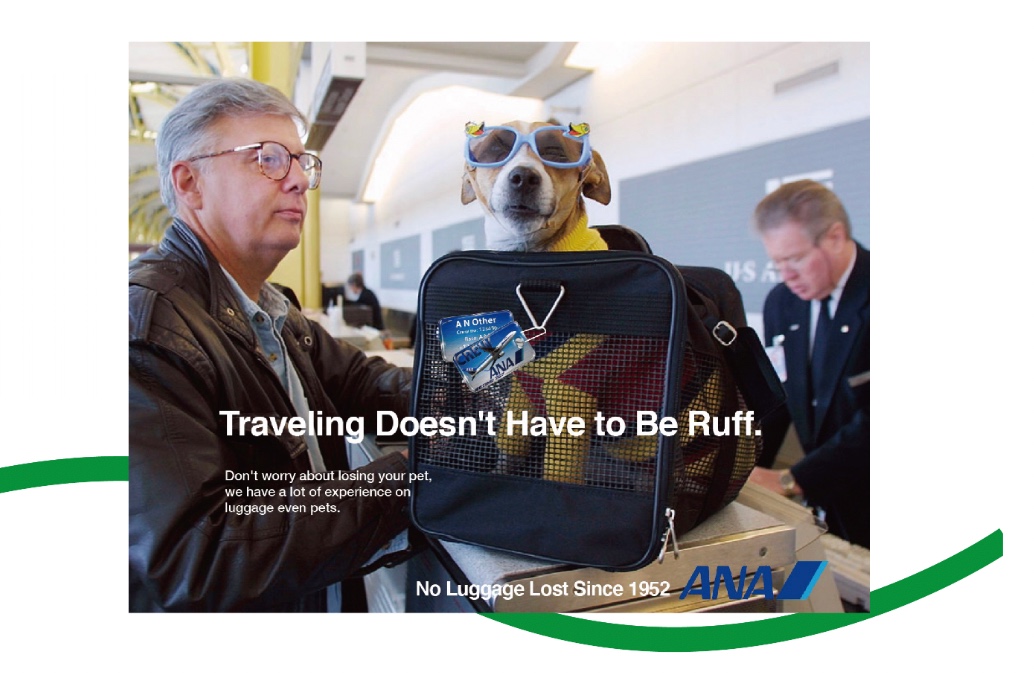 U·S A
A N Other
CREW
ANA
Traveling Doesn't Have to Be Ruff.
Don't worry about losing your pet,
we have a lot of experience on
luggage even pets.
No Luggage Lost Since 1952
ANA